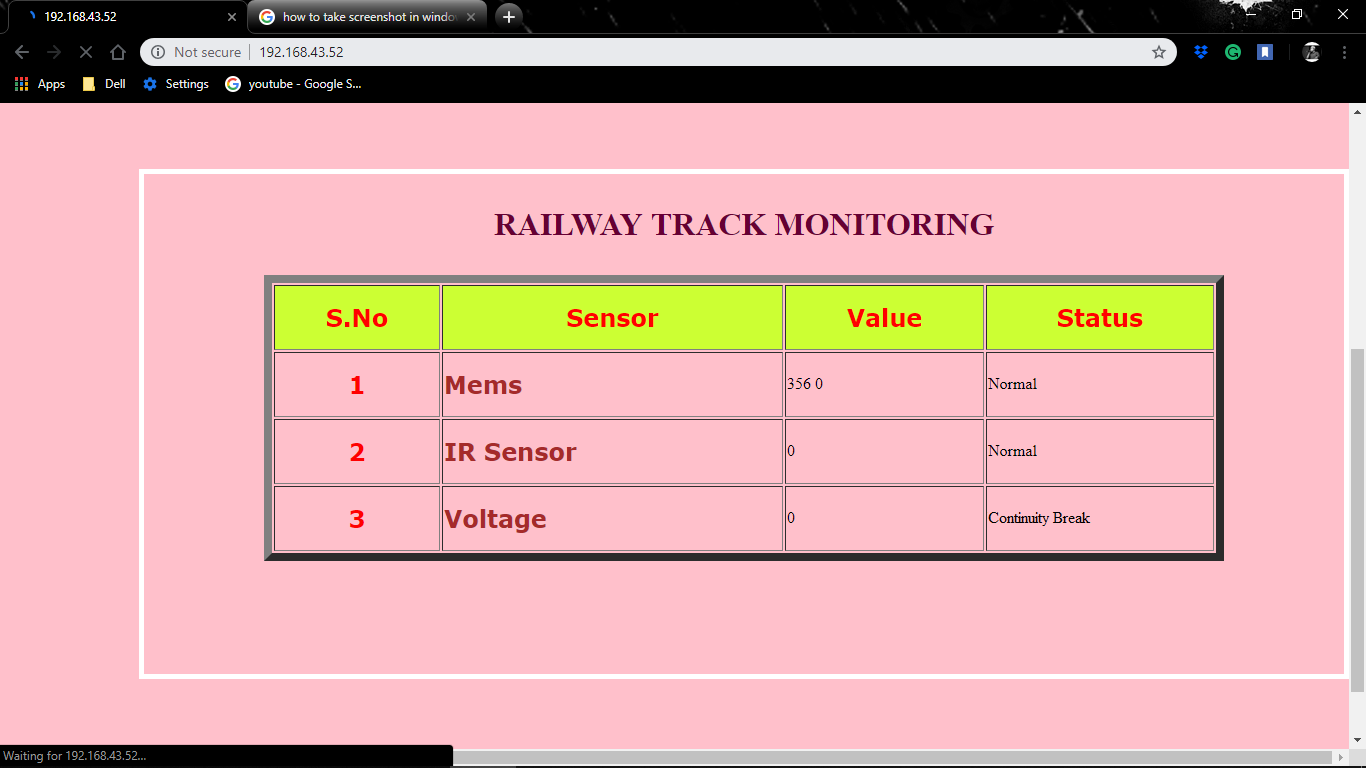 192.168.43.52
how to take screenshot in windo
Not secure 192.168.43.52
Apps Dell Settings youtube - Google S...
RAILWAY TRACK MONITORING
S.No Sensor Value Status
1 Mems 356 0 Normal
2 IR Sensor 0 Normal
3 Voltage 0 Continuity Break
Waiting for 192.168.43.52...